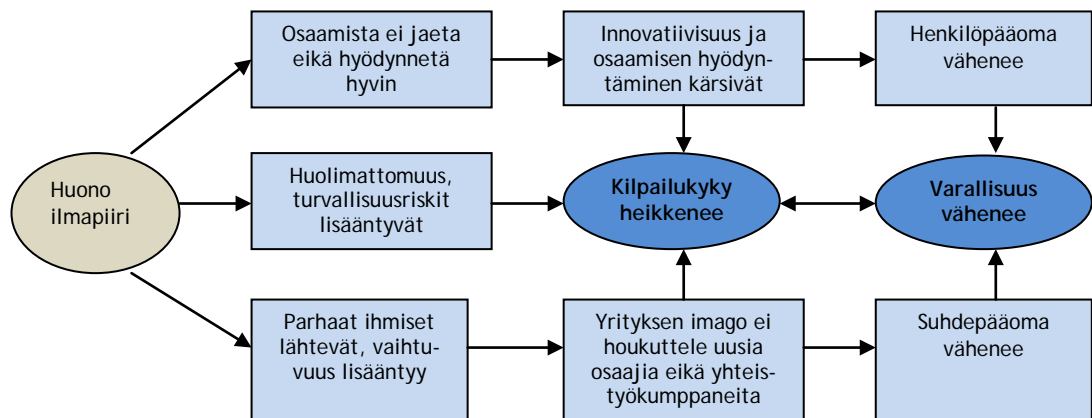 Osaamista ei jaeta
eikä hyödynnetä
hyvin
Innovatiivisuus ja
osaamisen hyödyn-
täminen kärsivät
Henkilöpääoma
vähenee
Huono
ilmapiiri
Huolimattomuus,
turvallisuusriskit
lisääntyvät
Kilpailukyky
heikkenee
Varallisuus
vähenee
Parhaat ihmiset
lähtevät, vaihtu-
vuus lisääntyy
Yrityksen imago ei
houkuttele uusia
osaajia eikä yhteis-
työkumppaneita
Suhdepääoma
vähenee